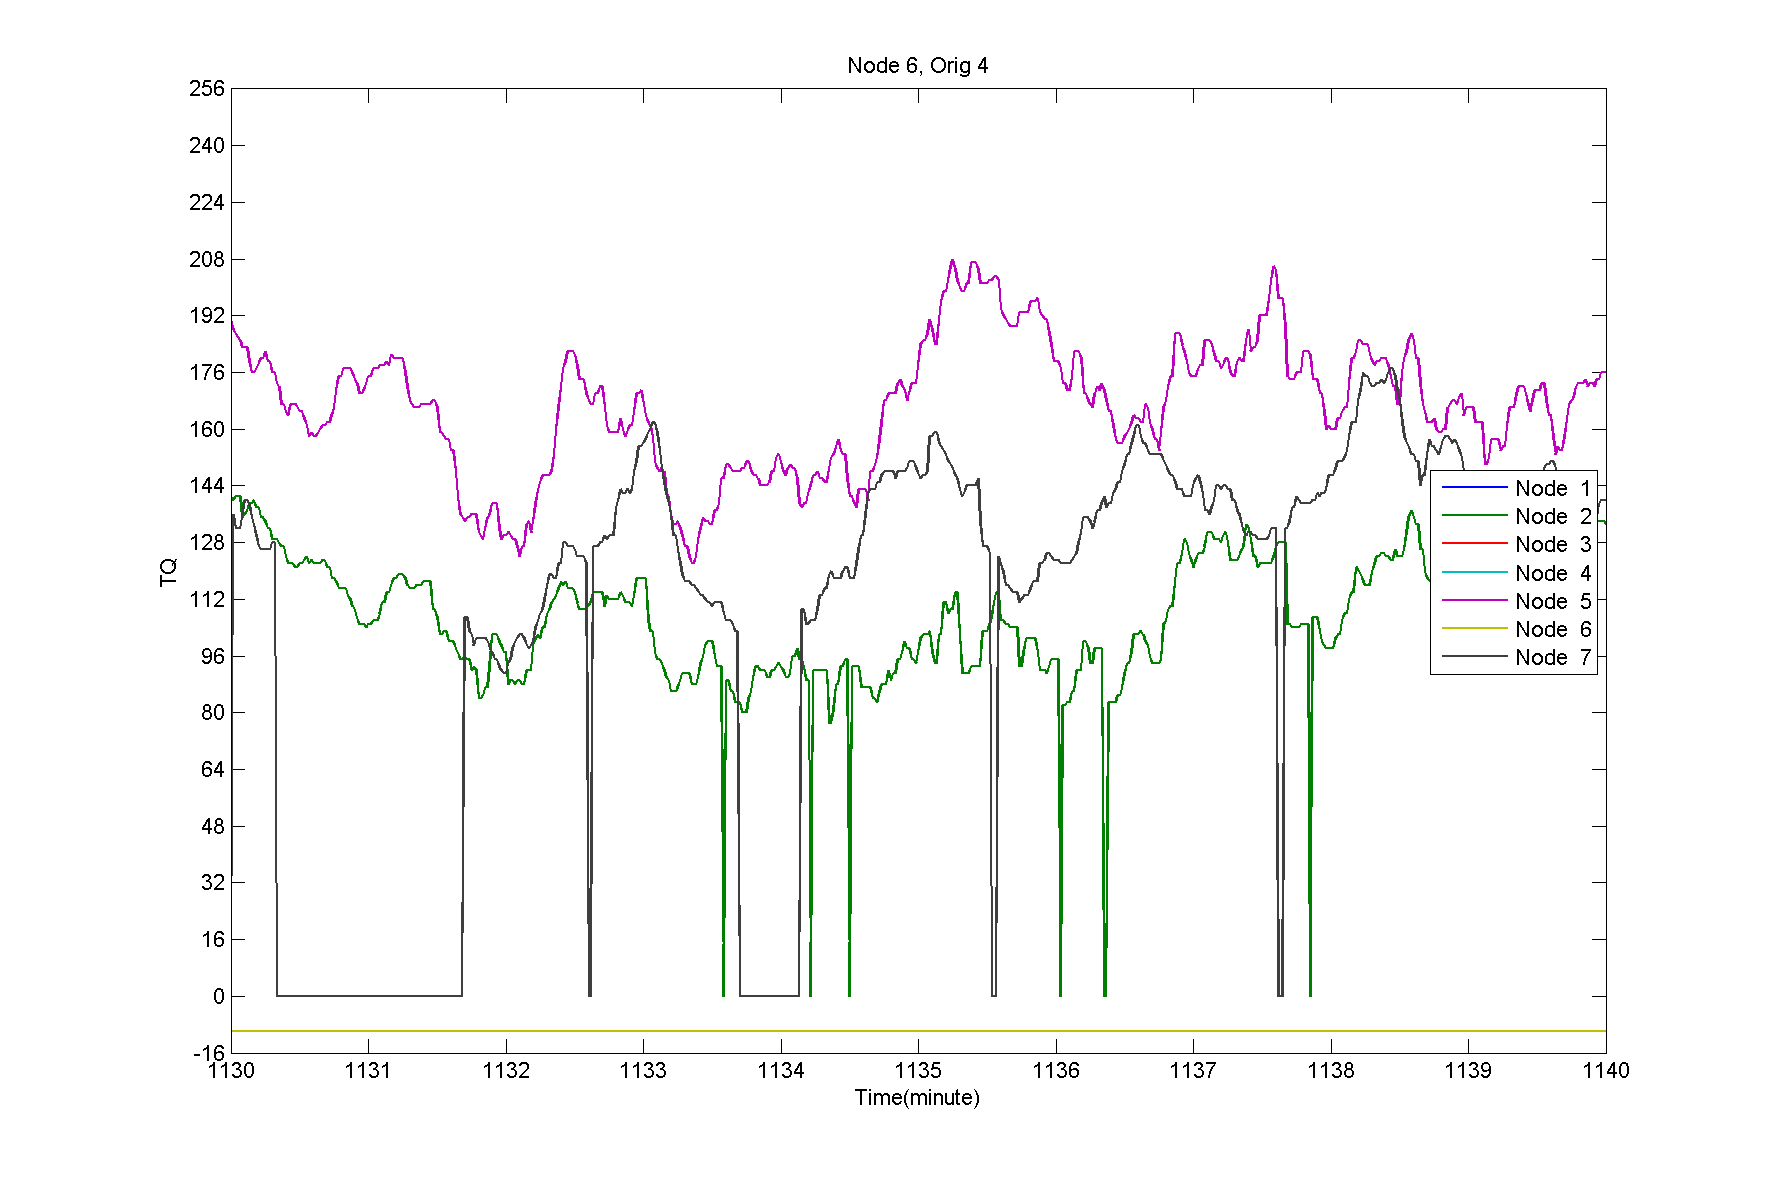 Node 6, Orig 4
256
240
224
208
192
176
160
144
128
112
96
80
64
48
32
16
0
-16
TQ
Node 1
Node 2
Node 3
Node 4
Node 5
Node 6
Node 7
1130 1131 1132 1133 1134 1135 1136 1137 1138 1139 1140
Time(minute)